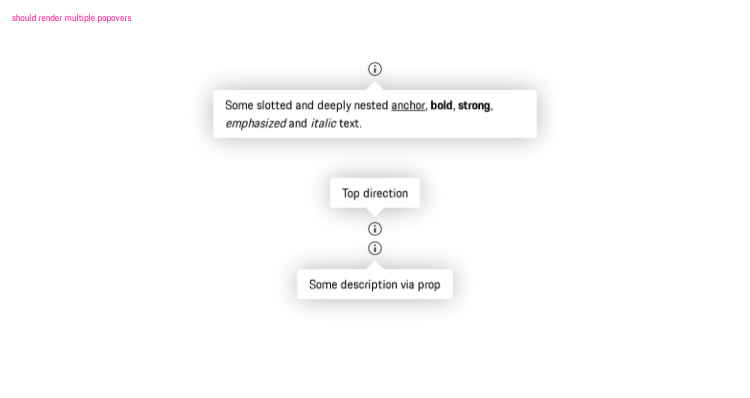 should render multiple popovers
Some slotted and deeply nested anchor, bold, strong,
emphasized and italic text.
Top direction
Some description via prop